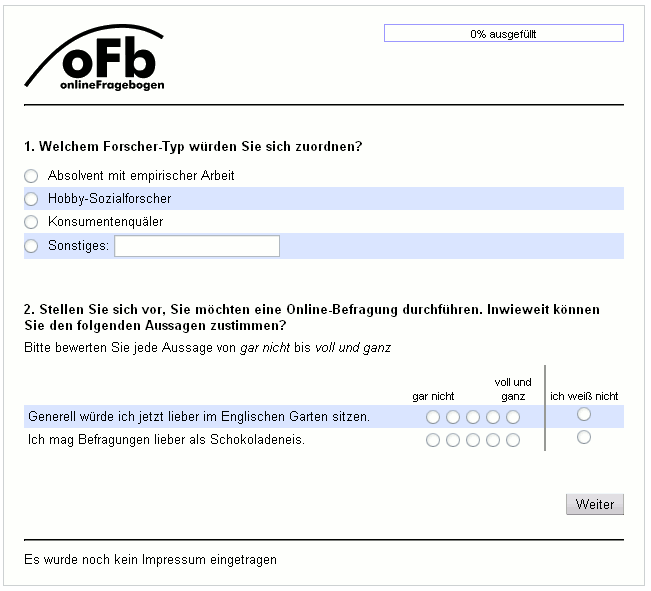 oFb
onlineFragebogen
0% ausgefüllt
1. Welchem Forscher-Typ würden Sie sich zuordnen?
Absolvent mit empirischer Arbeit
Hobby-Sozialforscher
Konsumentenquäler
Sonstiges:
2. Stellen Sie sich vor, Sie möchten eine Online-Befragung durchführen. Inwieweit können
Sie den folgenden Aussagen zustimmen?
Bitte bewerten Sie jede Aussage von gar nicht bis voll und ganz
voll und
gar nicht ganz ich weiß nicht
Generell würde ich jetzt lieber im Englischen Garten sitzen.
Ich mag Befragungen lieber als Schokoladeneis.
Weiter
Es wurde noch kein Impressum eingetragen